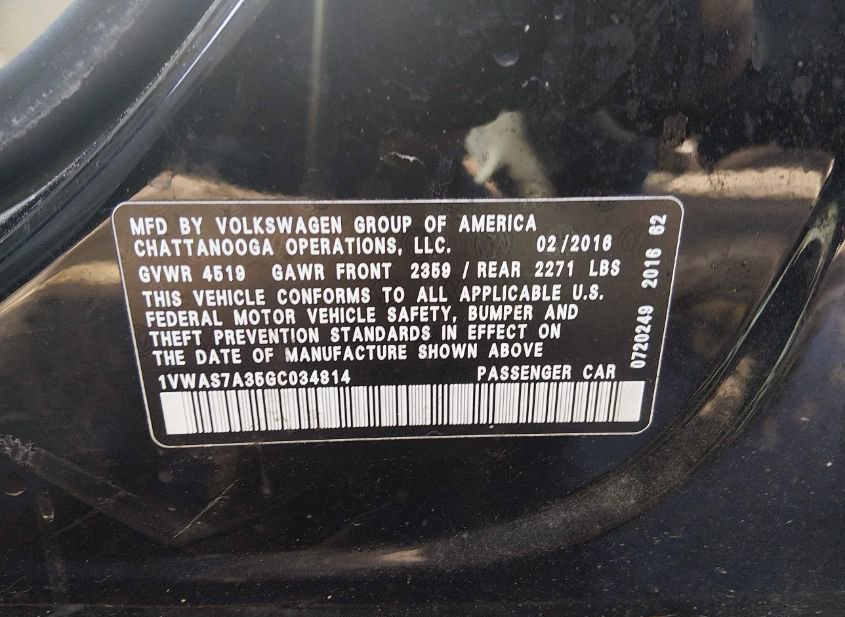 MFD BY VOLKSWAGEN GROUP OF AMERICA
CHATTANOOGA OPERATIONS, LLC. 02/2016
GVWR 4519 GAWR FRONT 2359 / REAR 2271 LBS
THIS VEHICLE CONFORMS TO ALL APPLICABLE U.S.
FEDERAL MOTOR VEHICLE SAFETY, BUMPER AND
THEFT PREVENTION STANDARDS IN EFFECT ON
THE DATE OF MANUFACTURE SHOWN ABOVE
1VWAS7A35GC034814 PASSENGER CAR
0720249 2016 62